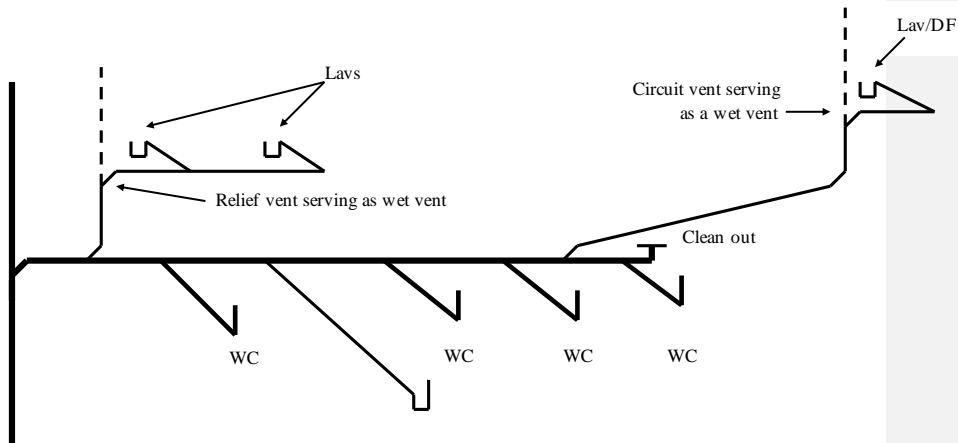 Lav/DF
Lavs
Circuit vent serving
as a wet vent
Relief vent serving as wet vent
Clean out
WC
WC
WC
WC